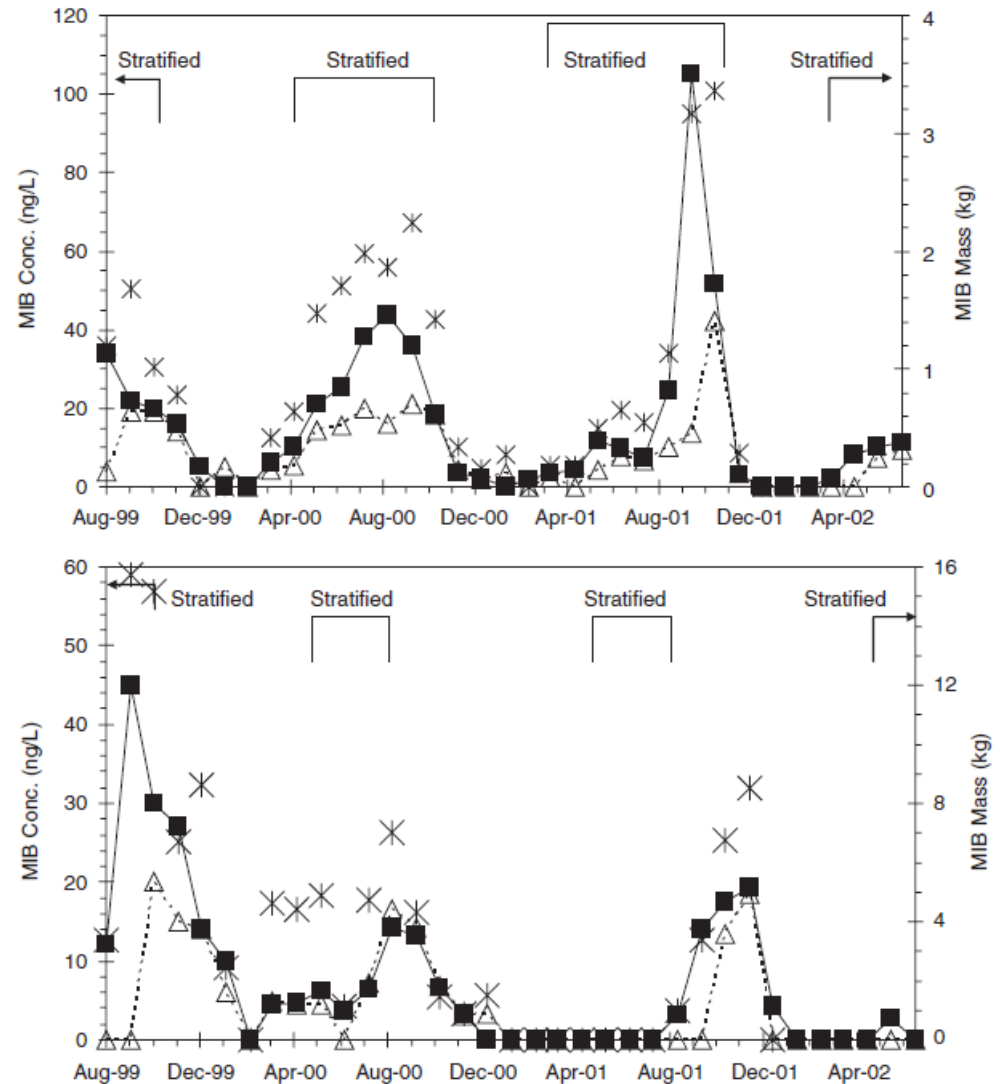 120
100
80
60
40
20
0
MIB Conc. (ng/L)
4
3
2
1
0
MIB Mass (kg)
Stratified
Stratified
Stratified
Stratified
Aug-99 Dec-99 Apr-00 Aug-00 Dec-00 Apr-01 Aug-01 Dec-01 Apr-02
60
50
40
30
20
10
0
MIB Conc. (ng/L)
16
12
8
4
0
MIB Mass (kg)
Stratified
Stratified
Stratified
Stratified
Aug-99 Dec-99 Apr-00 Aug-00 Dec-00 Apr-01 Aug-01 Dec-01 Apr-02